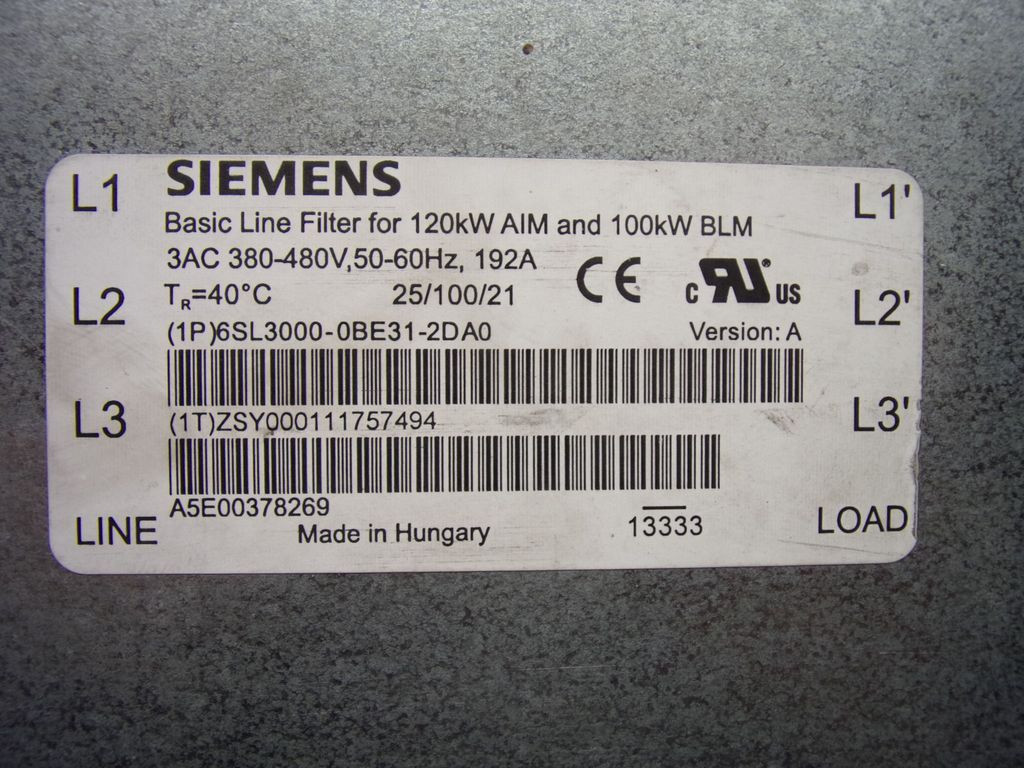 SIEMENS
L1 L1'
Basic Line Filter for 120kW AIM and 100kW BLM
3AC 380-480V,50-60Hz, 192A
CE c RU® US
L2 TR=40°C 25/100/21 L2'
(1P)6SL3000-0BE31-2DA0 Version: A
L3 (1T)ZSY000111757494 L3'
A5E00378269
LINE Made in Hungary 13333 LOAD